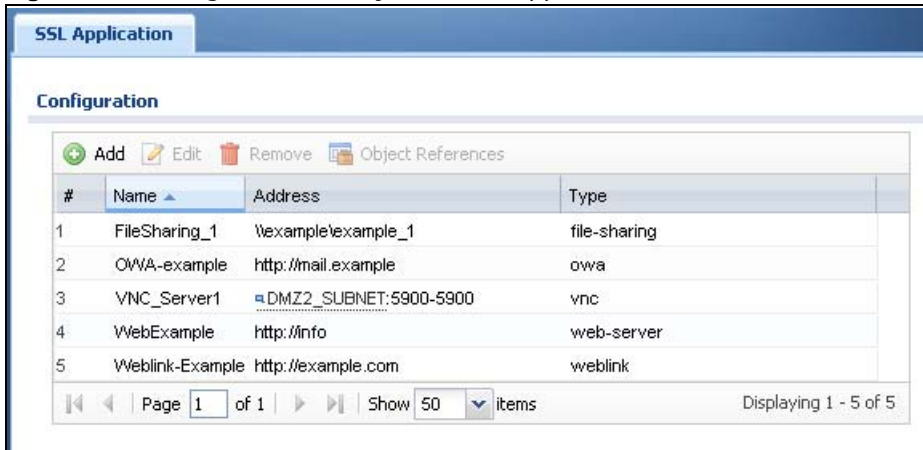 SSL Application
Configuration
Add Edit Remove Object References
# Name Address Type
1 FileSharing_1 \\example\example_1 file-sharing
2 OWA-example http://mail.example owa
3 VNC_Server1 DMZ2_SUBNET:5900-5900 vnc
4 WebExample http://info web-server
5 Weblink-Example http://example.com weblink
Page 1 of 1 Show 50 items Displaying 1 - 5 of 5